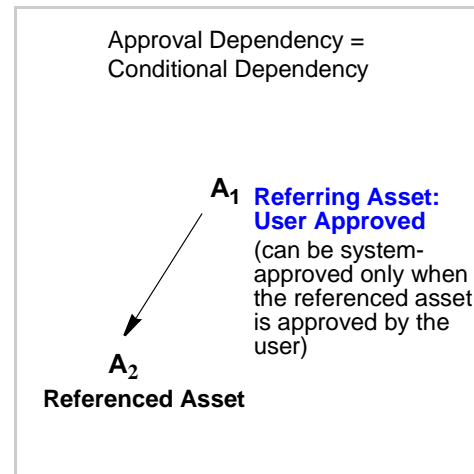 Approval Dependency =
Conditional Dependency
A₁ Referring Asset:
User Approved
(can be system-
approved only when
the referenced asset
is approved by the
user)
A₂
Referenced Asset